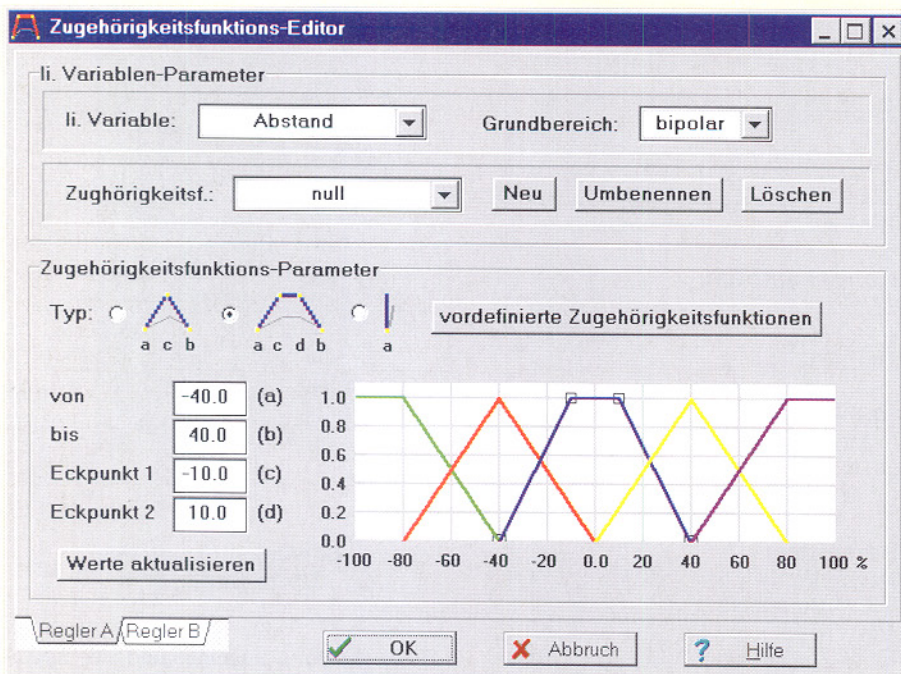 Zugehörigkeitsfunktions-Editor
li. Variablen-Parameter
li. Variable: Abstand Grundbereich: bipolar
Zughörigkeitsf.: null Neu Umbenennen Löschen
Zugehörigkeitsfunktions-Parameter
Typ: vordefinierte Zugehörigkeitsfunktionen
a c b a c d b a
von -40.0 (a)
bis 40.0 (b)
Eckpunkt 1 -10.0 (c)
Eckpunkt 2 10.0 (d)
Werte aktualisieren
1.0
0.8
0.6
0.4
0.2
0.0
-100 -80 -60 -40 -20 0.0 20 40 60 80 100 %
Regler A Regler B
OK Abbruch Hilfe